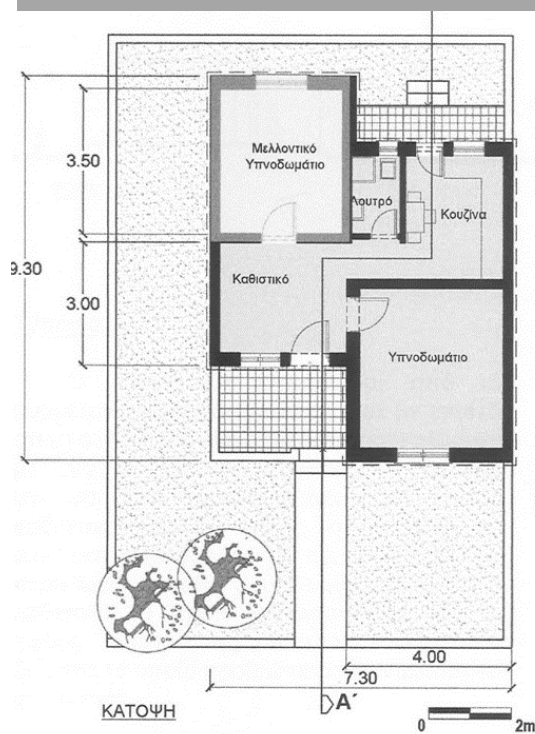 Μελλοντικό
Υπνοδωμάτιο
3.50
Λουτρό
Κουζίνα
9.30
Καθιστικό
3.00
Υπνοδωμάτιο
4.00
7.30
Α΄
ΚΑΤΟΨΗ
0 2m